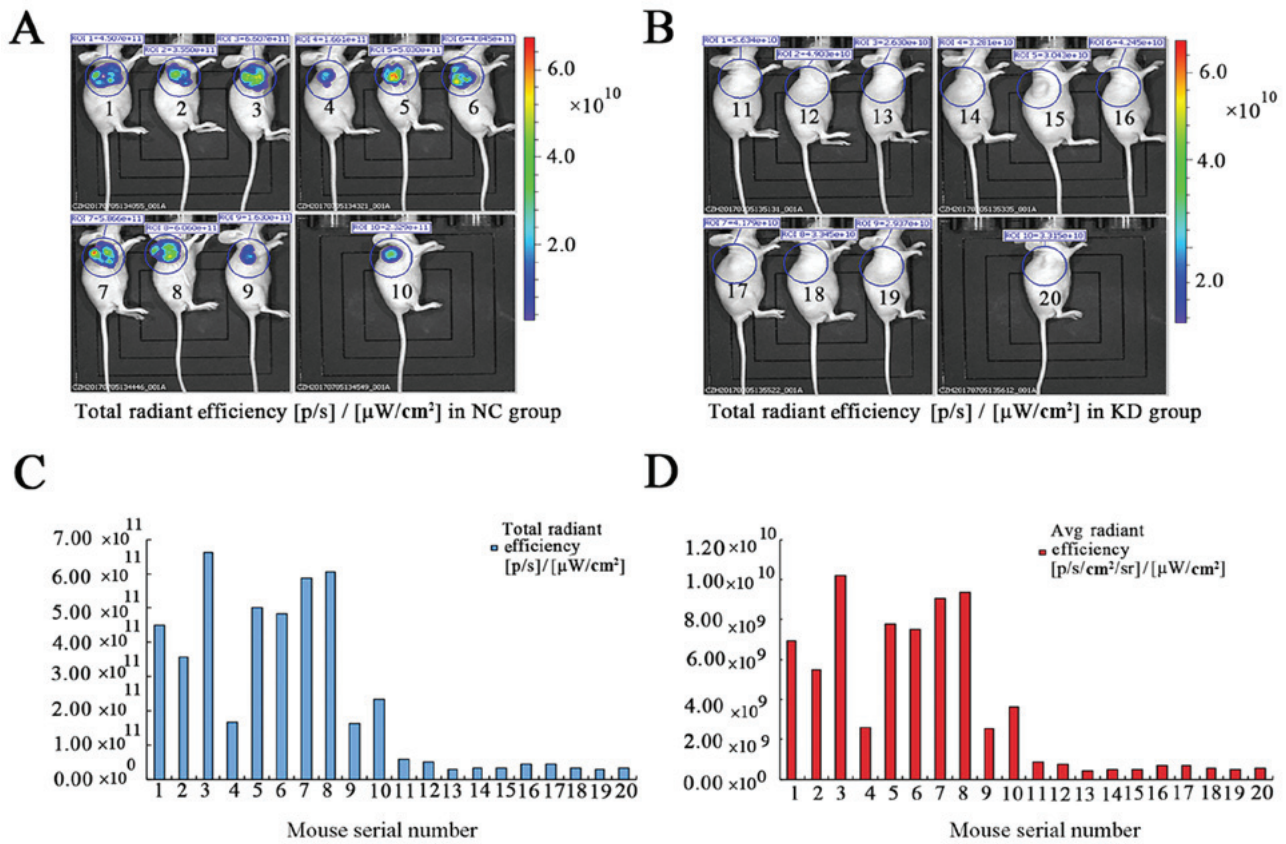 A
ROI 1=4.507e+11
ROI 2=3.550e+11
ROI 3=6.607e+11
ROI 4=1.661e+11
ROI 5=5.030e+11
ROI 6=4.845e+11
6.0
×10^10
4.0
2.0
1
2
3
4
5
6
CZH20170705134055_001A
CZH20170705134321_001A
ROI 7=5.866e+11
ROI 8=6.060e+11
ROI 9=1.630e+11
ROI 10=2.329e+11
7
8
9
10
CZH20170705134446_001A
CZH20170705134549_001A
Total radiant efficiency [p/s] / [µW/cm²] in NC group
B
ROI 1=5.634e+10
ROI 2=4.903e+10
ROI 3=2.630e+10
ROI 4=3.281e+10
ROI 5=3.043e+10
ROI 6=4.245e+10
6.0
×10^10
4.0
2.0
11
12
13
14
15
16
CZH20170705135131_001A
CZH20170705135335_001A
ROI 7=4.179e+10
ROI 8=3.345e+10
ROI 9=2.937e+10
ROI 10=3.315e+10
17
18
19
20
CZH20170705135522_001A
CZH20170705135612_001A
Total radiant efficiency [p/s] / [µW/cm²] in KD group
C
Total radiant
efficiency
[p/s]/[µW/cm²]
7.00 ×10^11
6.00 ×10^11
5.00 ×10^11
4.00 ×10^11
3.00 ×10^11
2.00 ×10^11
1.00 ×10^11
0.00 ×10^0
1 2 3 4 5 6 7 8 9 10 11 12 13 14 15 16 17 18 19 20
Mouse serial number
D
Avg radiant
efficiency
[p/s/cm²/sr]/[µW/cm²]
1.20 ×10^10
1.00 ×10^10
8.00 ×10^9
6.00 ×10^9
4.00 ×10^9
2.00 ×10^9
0.00 ×10^0
1 2 3 4 5 6 7 8 9 10 11 12 13 14 15 16 17 18 19 20
Mouse serial number